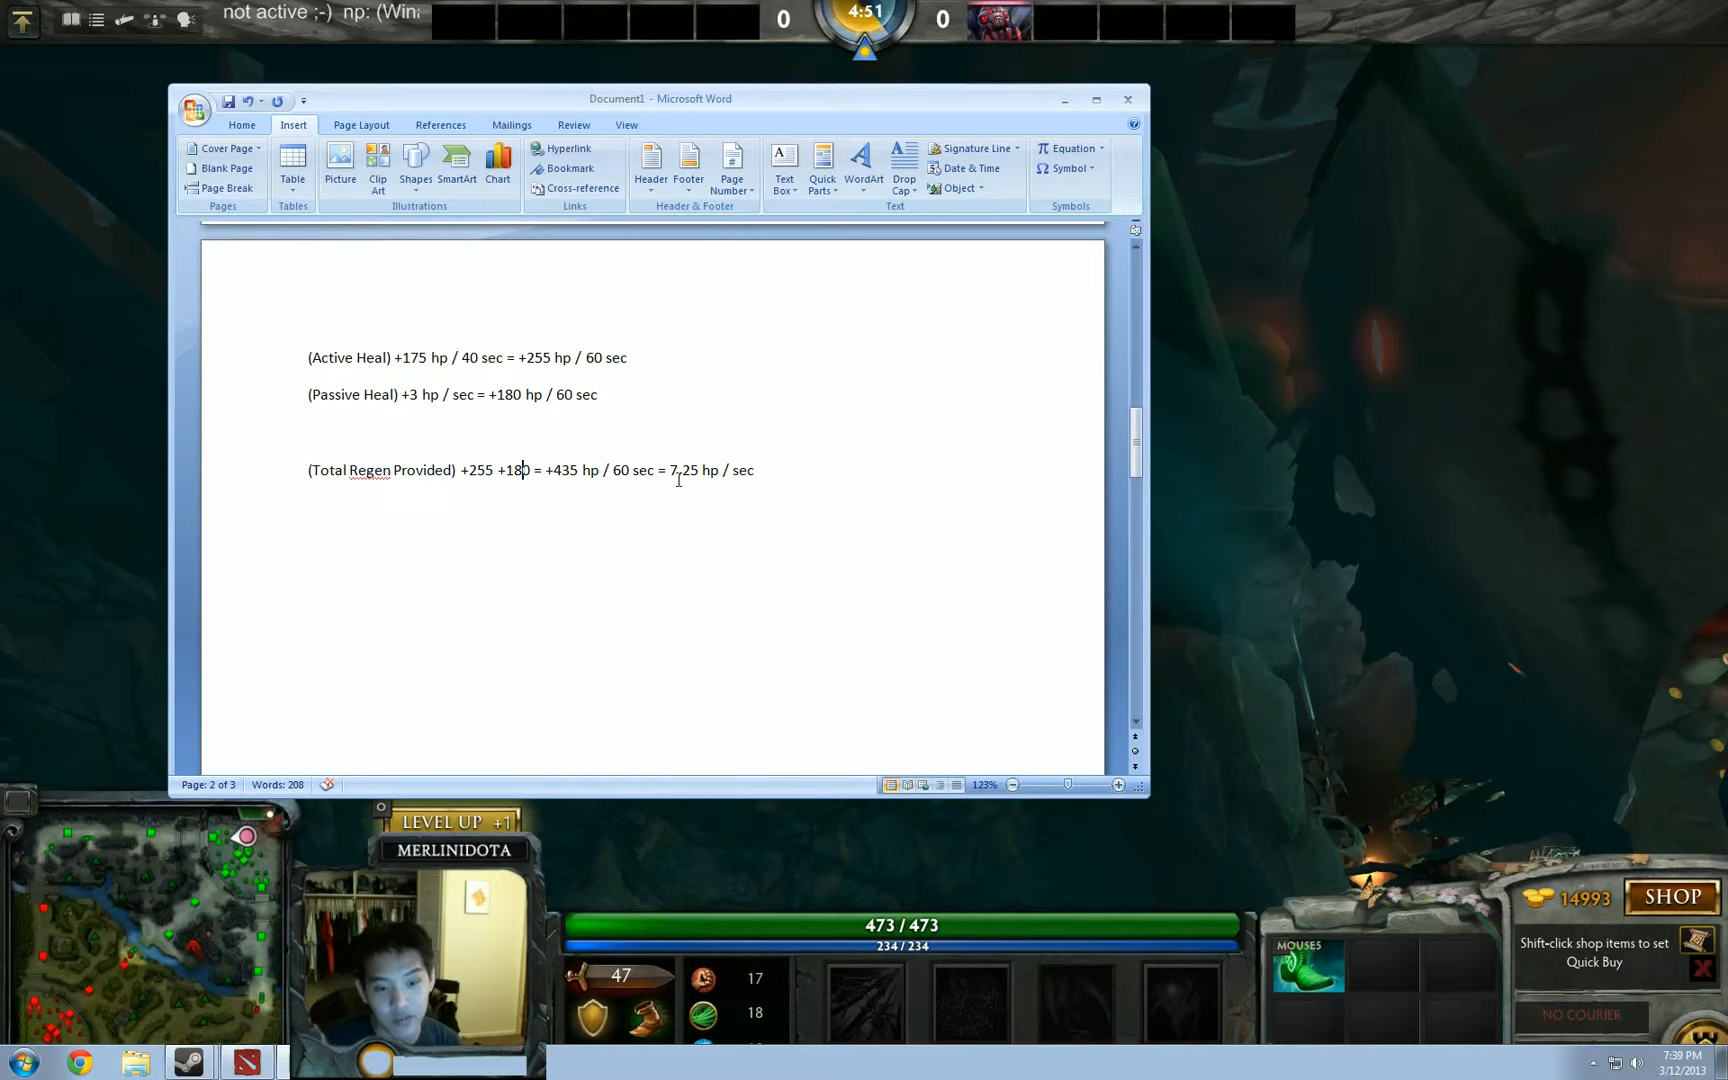 not active ;-) np: (Win
0
4:51
0
Document1 - Microsoft Word
Home Insert Page Layout References Mailings Review View
Cover Page
Blank Page
Page Break
Pages
Table
Tables
Picture
Clip Art
Shapes
SmartArt
Chart
Illustrations
Hyperlink
Bookmark
Cross-reference
Links
Header
Footer
Page Number
Header & Footer
Text Box
Quick Parts
WordArt
Drop Cap
Signature Line
Date & Time
Object
Text
Equation
Symbol
Symbols
(Active Heal) +175 hp / 40 sec = +255 hp / 60 sec
(Passive Heal) +3 hp / sec = +180 hp / 60 sec
(Total Regen Provided) +255 +180 = +435 hp / 60 sec = 7.25 hp / sec
Page: 2 of 3 Words: 208
123%
LEVEL UP +1
MERLINIDOTA
473 / 473
234 / 234
47
17
18
MOUSE5
14993
SHOP
Shift-click shop items to set
Quick Buy
NO COURIER
7:39 PM
3/12/2013